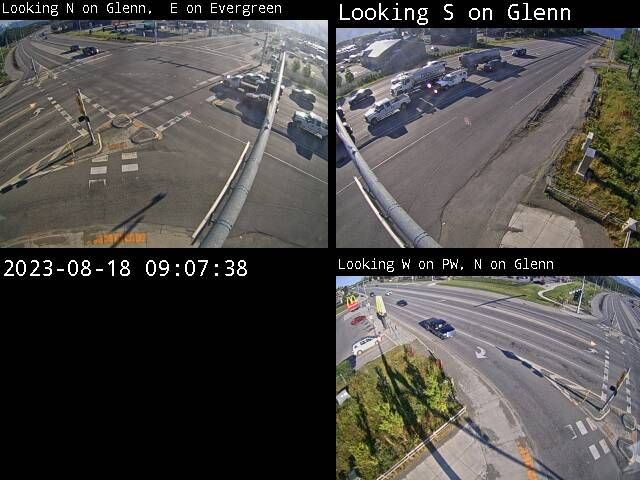 Looking N on Glenn,  E on Evergreen
Looking S on Glenn
2023-08-18 09:07:38
Looking W on PW, N on Glenn